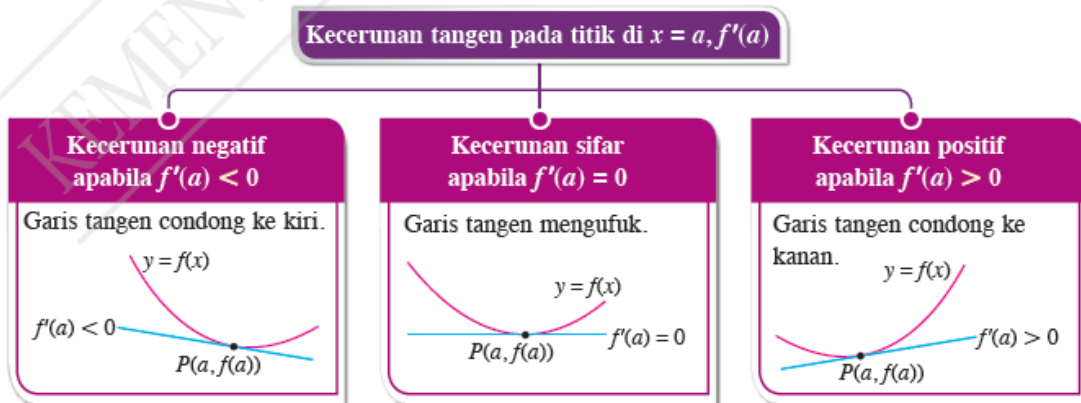 Kecerunan tangen pada titik di x = a, f′(a)
Kecerunan negatif
apabila f′(a) < 0
Garis tangen condong ke kiri.
y = f(x)
f′(a) < 0
P(a, f(a))
Kecerunan sifar
apabila f′(a) = 0
Garis tangen mengufuk.
y = f(x)
f′(a) = 0
P(a, f(a))
Kecerunan positif
apabila f′(a) > 0
Garis tangen condong ke
kanan.
y = f(x)
f′(a) > 0
P(a, f(a))